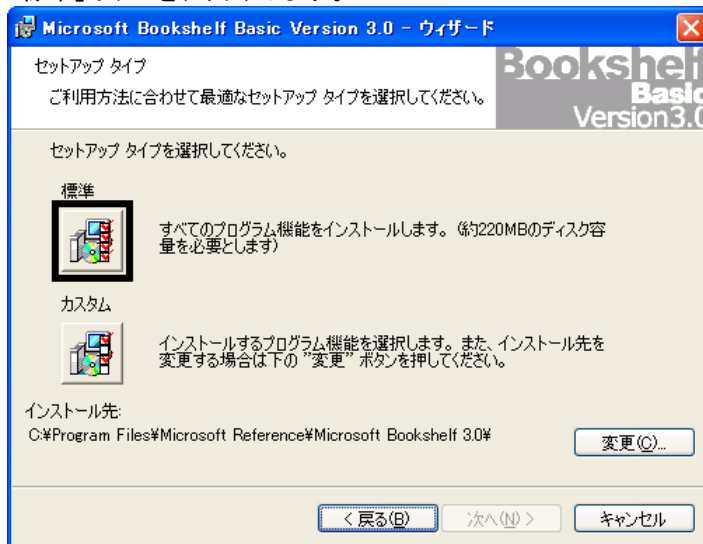 Microsoft Bookshelf Basic Version 3.0 - ウィザード
セットアップ タイプ
ご利用方法に合わせて最適なセットアップ タイプを選択してください。
Bookshelf
Basic
Version3.0
セットアップ タイプを選択してください。
標準
すべてのプログラム機能をインストールします。(約220MBのディスク容
量を必要とします)
カスタム
インストールするプログラム機能を選択します。また、インストール先を
変更する場合は下の "変更" ボタンを押してください。
インストール先:
C:¥Program Files¥Microsoft Reference¥Microsoft Bookshelf 3.0¥
変更(C)...
< 戻る(B)
次へ(N) >
キャンセル